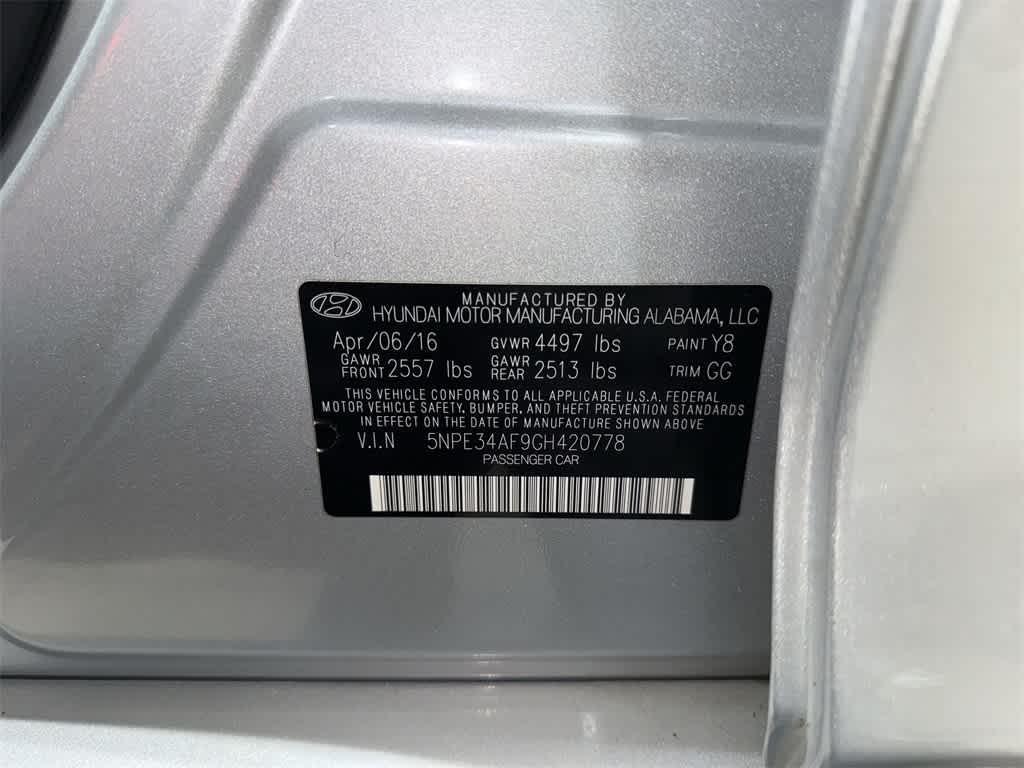 MANUFACTURED BY
HYUNDAI MOTOR MANUFACTURING ALABAMA, LLC
Apr/06/16 GVWR 4497 lbs PAINT Y8
GAWR FRONT 2557 lbs GAWR REAR 2513 lbs TRIM GG
THIS VEHICLE CONFORMS TO ALL APPLICABLE U.S.A. FEDERAL
MOTOR VEHICLE SAFETY, BUMPER, AND THEFT PREVENTION STANDARDS
IN EFFECT ON THE DATE OF MANUFACTURE SHOWN ABOVE
V.I.N 5NPE34AF9GH420778
PASSENGER CAR